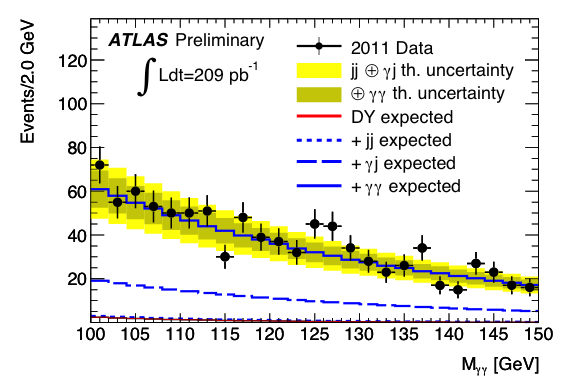 ATLAS Preliminary
∫ Ldt=209 pb⁻¹
2011 Data
jj ⊕ γj th. uncertainty
⊕ γγ th. uncertainty
DY expected
+ jj expected
+ γj expected
+ γγ expected
Events/2.0 GeV
120
100
80
60
40
20
100 105 110 115 120 125 130 135 140 145 150
Mγγ [GeV]